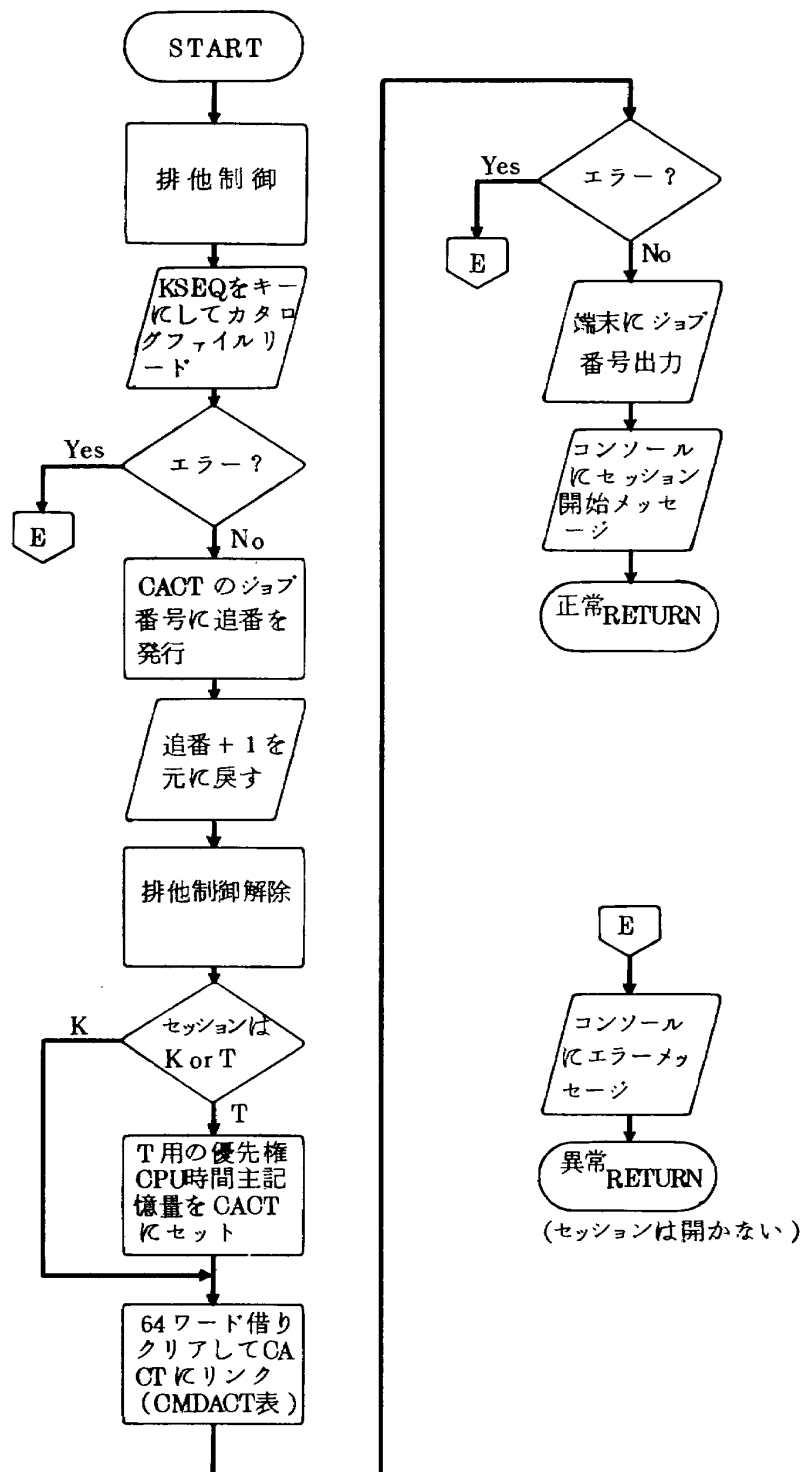 START
排他制御
KSEQをキー
にしてカタロ
グファイルリ
ード
エラー?
Yes
E
No
CACT のジョブ
番号に追番を
発行
追番+1を
元に戻す
排他制御解除
セッションは
K or T
K
T
T用の優先権
CPU時間主記
憶量をCACT
にセット
64ワード借り
クリアしてCA
CTにリンク
(CMDACT表)
エラー?
Yes
E
No
端末にジョブ
番号出力
コンソール
にセッション
開始メッセ
ージ
正常RETURN
E
コンソール
にエラーメッ
セージ
異常RETURN
(セッションは開かない)